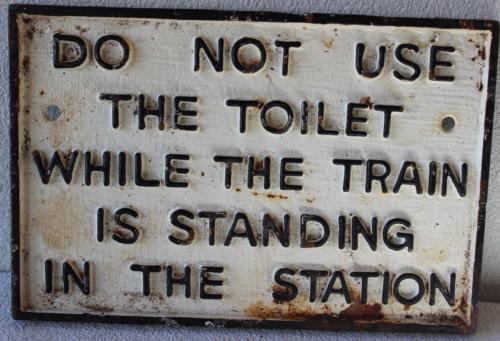 DO NOT USE
THE TOILET
WHILE THE TRAIN
IS STANDING
IN THE STATION